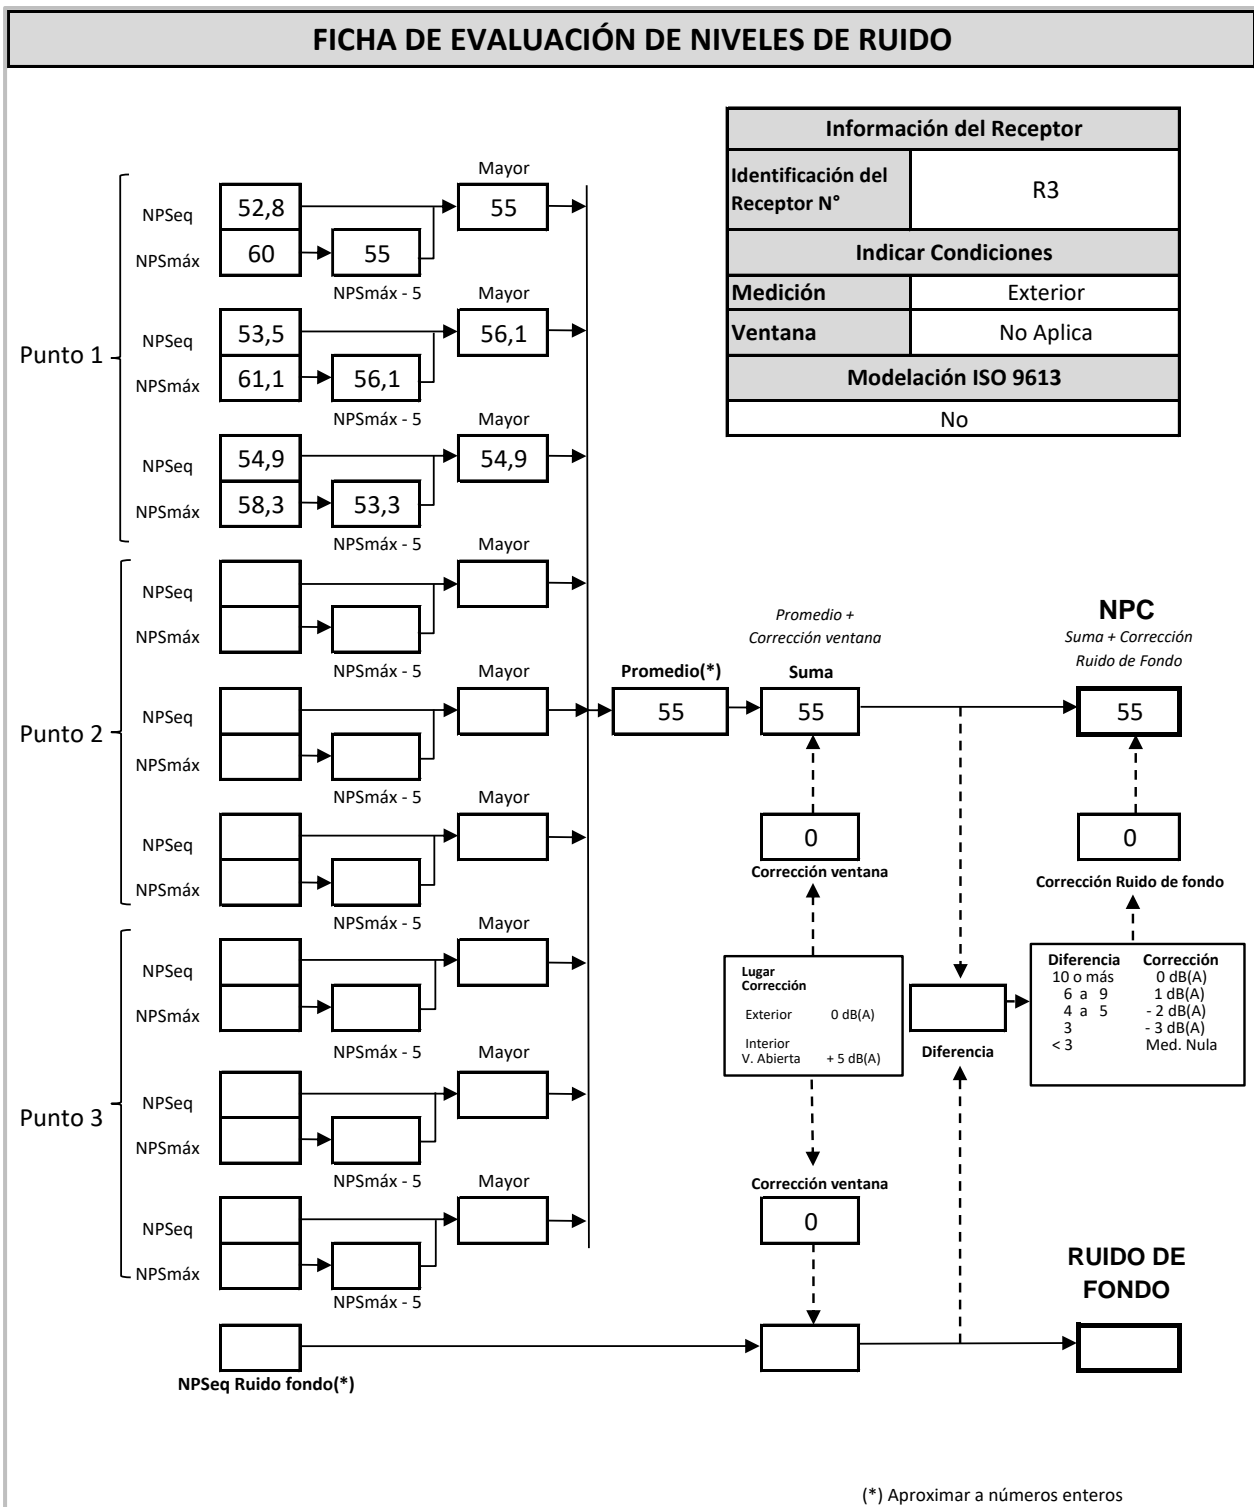 FICHA DE EVALUACIÓN DE NIVELES DE RUIDO
Información del Receptor
Identificación del Receptor N°
R3
Indicar Condiciones
Medición
Exterior
Ventana
No Aplica
Modelación ISO 9613
No
Punto 1
Mayor
NPSeq
52,8
55
NPSmáx
60
55
NPSmáx - 5
Mayor
NPSeq
53,5
56,1
NPSmáx
61,1
56,1
NPSmáx - 5
Mayor
NPSeq
54,9
54,9
NPSmáx
58,3
53,3
NPSmáx - 5
Punto 2
Mayor
NPSeq
NPSmáx
NPSmáx - 5
Mayor
NPSeq
NPSmáx
NPSmáx - 5
Mayor
NPSeq
NPSmáx
NPSmáx - 5
Punto 3
Mayor
NPSeq
NPSmáx
NPSmáx - 5
Mayor
NPSeq
NPSmáx
NPSmáx - 5
Mayor
NPSeq
NPSmáx
NPSmáx - 5
NPSeq Ruido fondo(*)
Promedio(*)
55
Promedio +
Corrección ventana
Suma
55
0
Corrección ventana
Lugar
Corrección
Exterior 0 dB(A)
Interior
V. Abierta + 5 dB(A)
Corrección ventana
0
Diferencia
NPC
Suma + Corrección
Ruido de Fondo
55
0
Corrección Ruido de fondo
Diferencia Corrección
10 o más 0 dB(A)
6 a 9 1 dB(A)
4 a 5 - 2 dB(A)
3 - 3 dB(A)
< 3 Med. Nula
RUIDO DE
FONDO
(*) Aproximar a números enteros